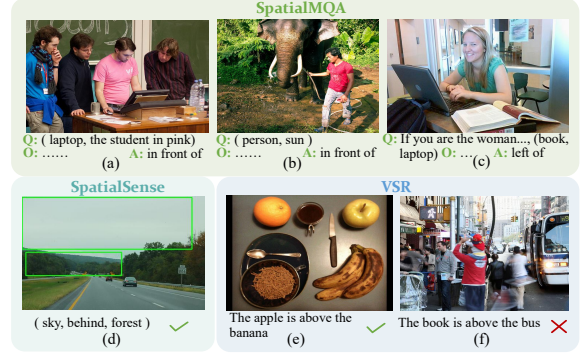 SpatialMQA
Q: ( laptop, the student in pink)
O: ...... A: in front of
(a)
Q: ( person, sun )
O: ...... A: in front of
(b)
Q: If you are the woman..., (book,
laptop) O: ... A: left of
(c)
SpatialSense
( sky, behind, forest )
(d)
VSR
The apple is above the
banana
(e)
The book is above the bus
(f)